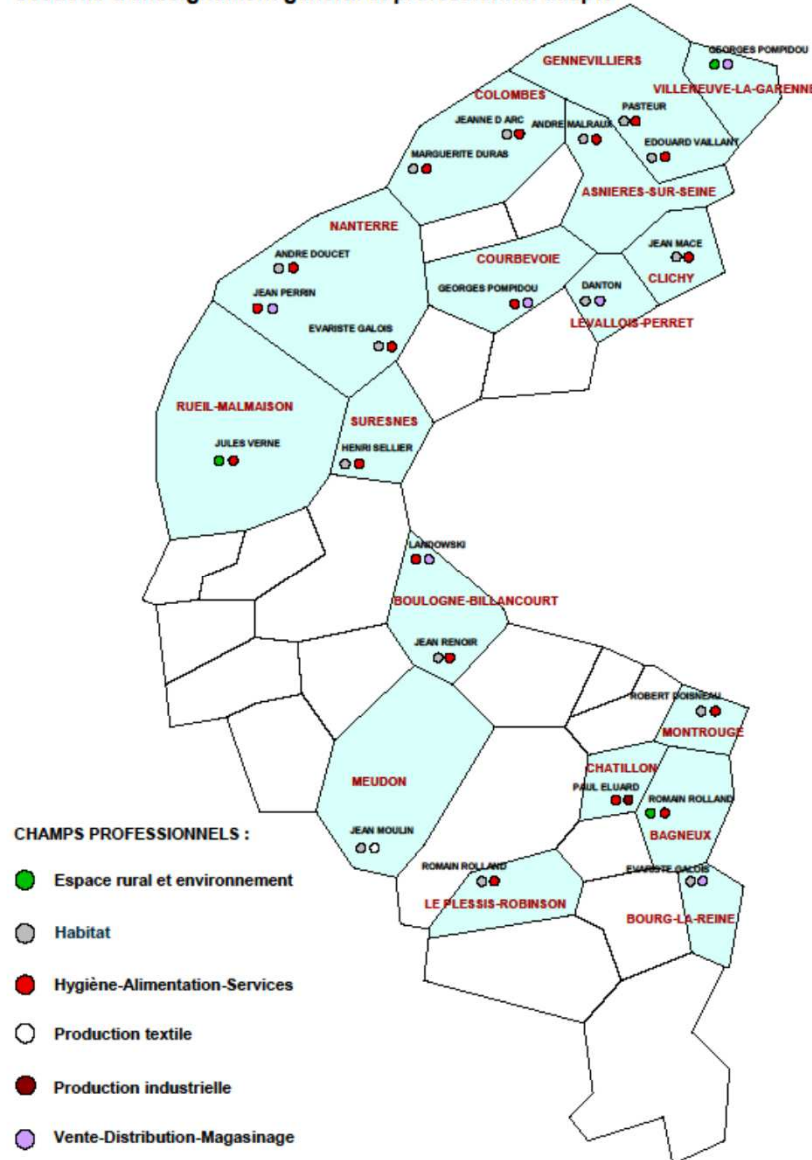 GEORGES POMPIDOU
GENNEVILLIERS
VILLENEUVE-LA-GARENNE
COLOMBES
PASTEUR
JEANNE D ARC
ANDRE MALRAUX
EDOUARD VAILLANT
MARGUERITE DURAS
ASNIERES-SUR-SEINE
NANTERRE
JEAN MACE
ANDRE DOUCET
COURBEVOIE
CLICHY
GEORGES POMPIDOU
DANTON
JEAN PERRIN
LEVALLOIS-PERRET
EVARISTE GALOIS
RUEIL-MALMAISON
SURESNES
JULES VERNE
HENRI SELLIER
LANDOWSKI
BOULOGNE-BILLANCOURT
JEAN RENOIR
ROBERT DOISNEAU
MONTROUGE
CHATILLON
MEUDON
PAUL ELUARD
ROMAIN ROLLAND
BAGNEUX
JEAN MOULIN
ROMAIN ROLLAND
EVARISTE GALOIS
LE PLESSIS-ROBINSON
BOURG-LA-REINE
CHAMPS PROFESSIONNELS :
Espace rural et environnement
Habitat
Hygiène-Alimentation-Services
Production textile
Production industrielle
Vente-Distribution-Magasinage